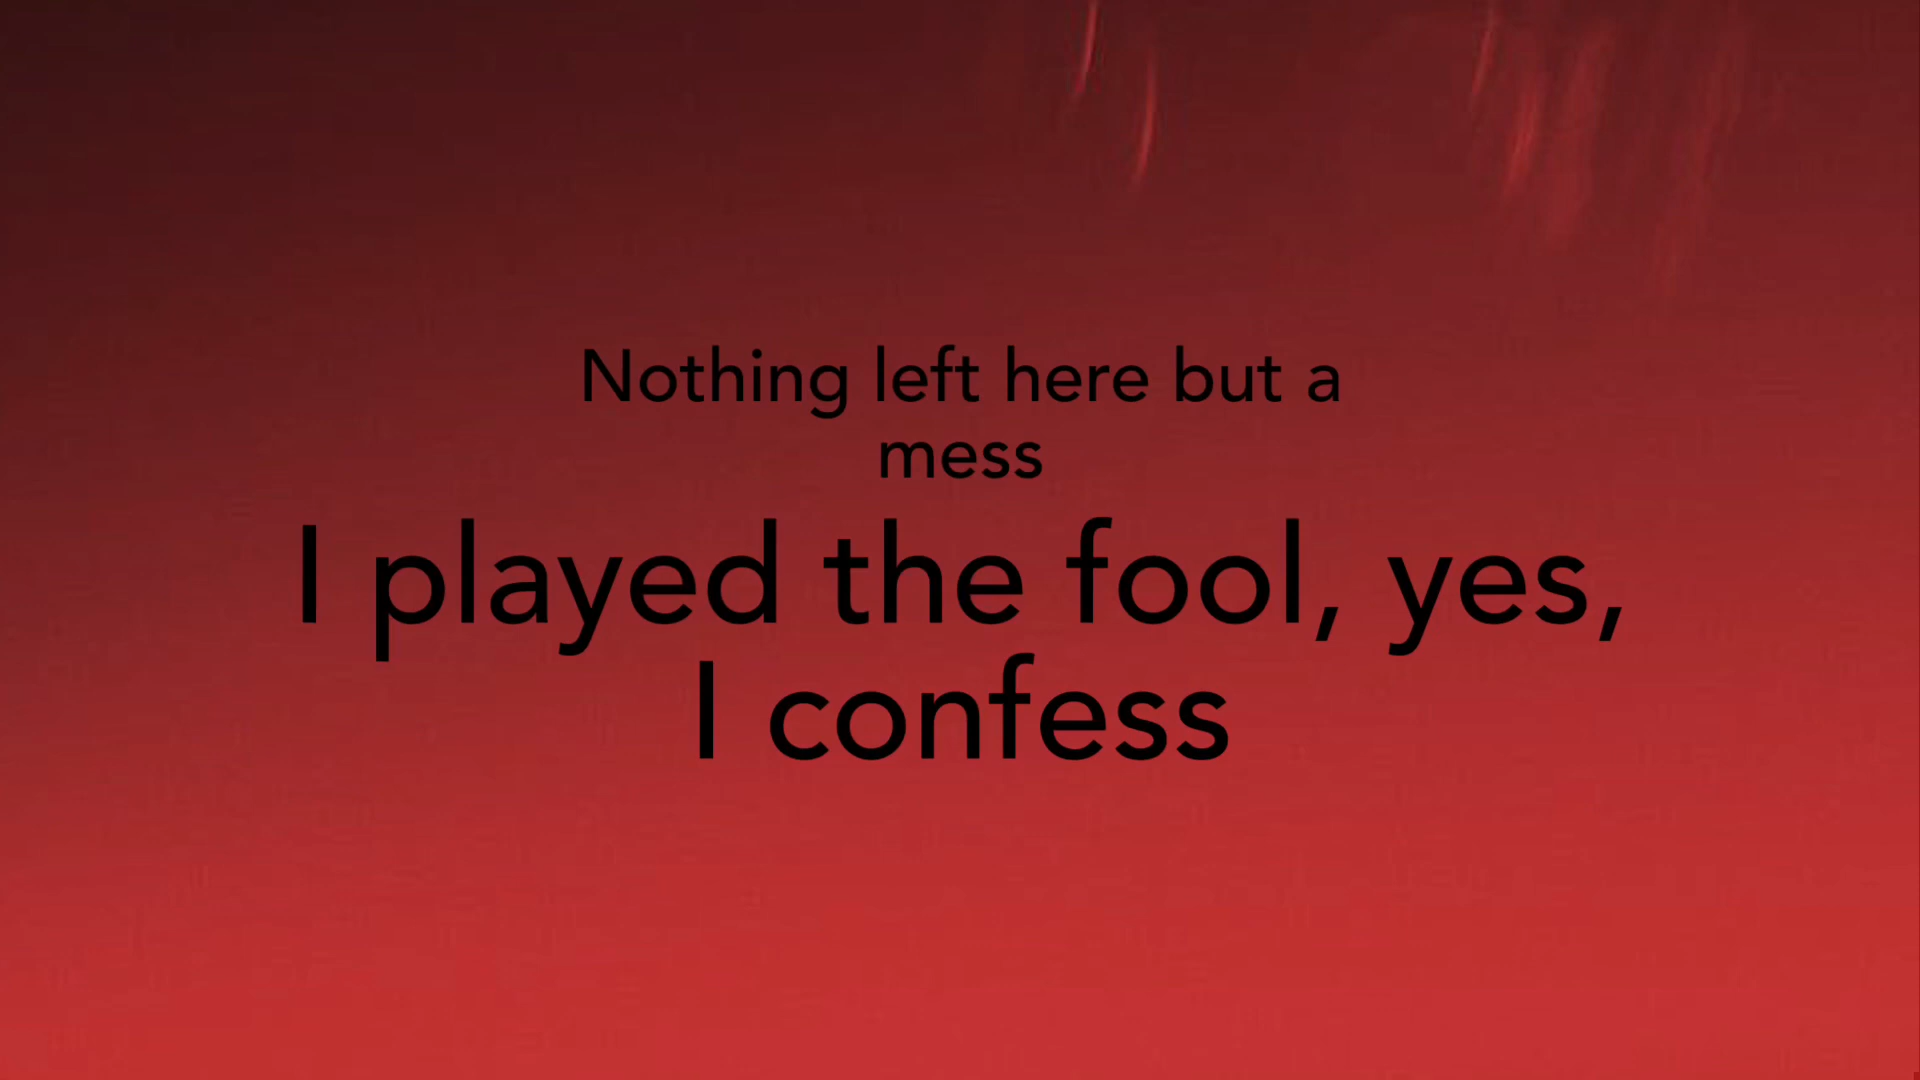 Nothing left here but a
mess
I played the fool, yes,
I confess